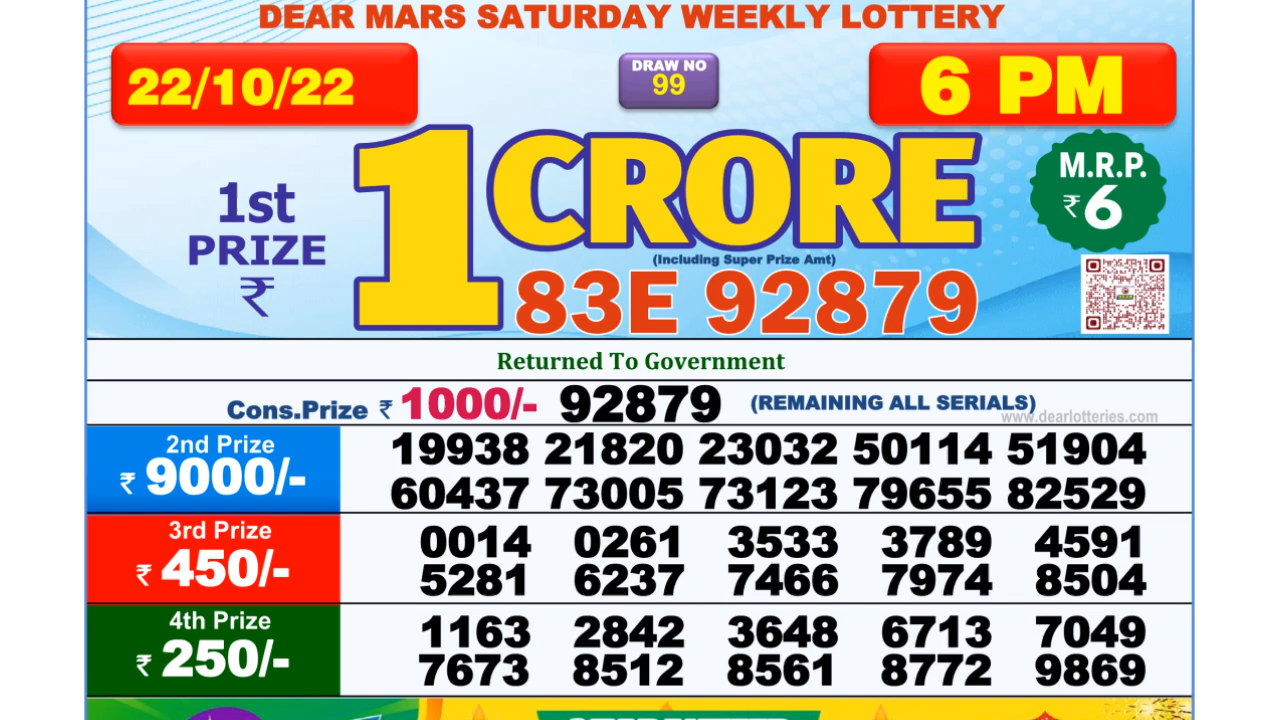 DEAR MARS SATURDAY WEEKLY LOTTERY
22/10/22
DRAW NO
99
6 PM
1st
PRIZE
₹
1 CRORE
(Including Super Prize Amt)
83E 92879
M.R.P.
₹ 6
Returned To Government
Cons.Prize ₹ 1000/- 92879 (REMAINING ALL SERIALS)
www.dearlotteries.com
2nd Prize
₹ 9000/-
19938 21820 23032 50114 51904
60437 73005 73123 79655 82529
3rd Prize
₹ 450/-
0014 0261 3533 3789 4591
5281 6237 7466 7974 8504
4th Prize
₹ 250/-
1163 2842 3648 6713 7049
7673 8512 8561 8772 9869